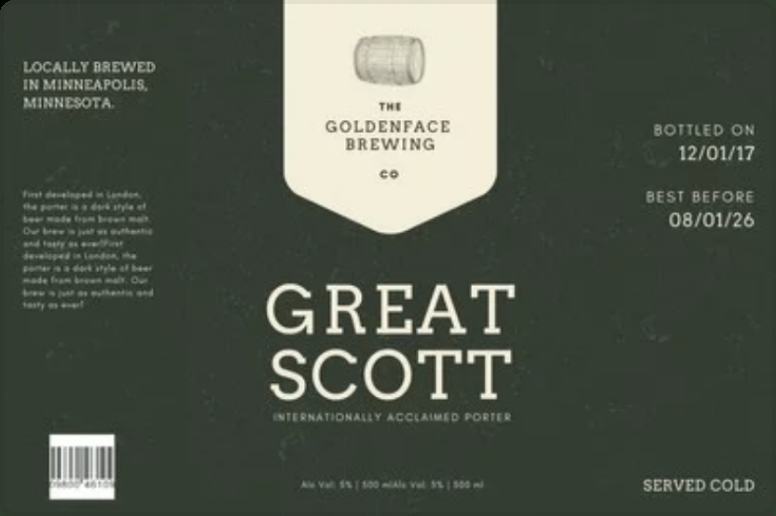 LOCALLY BREWED
IN MINNEAPOLIS,
MINNESOTA.
First developed in London,
the porter is a dark style of
beer made from brown malt.
Our brew is just as authentic
and tasty as ever!First
developed in London, the
porter is a dark style of beer
made from brown malt. Our
brew is just as authentic and
tasty as ever!
THE
GOLDENFACE
BREWING
CO
GREAT
SCOTT
INTERNATIONALLY ACCLAIMED PORTER
Alc Vol: 5% | 500 mlAlc Vol: 5% | 500 ml
BOTTLED ON
12/01/17
BEST BEFORE
08/01/26
SERVED COLD